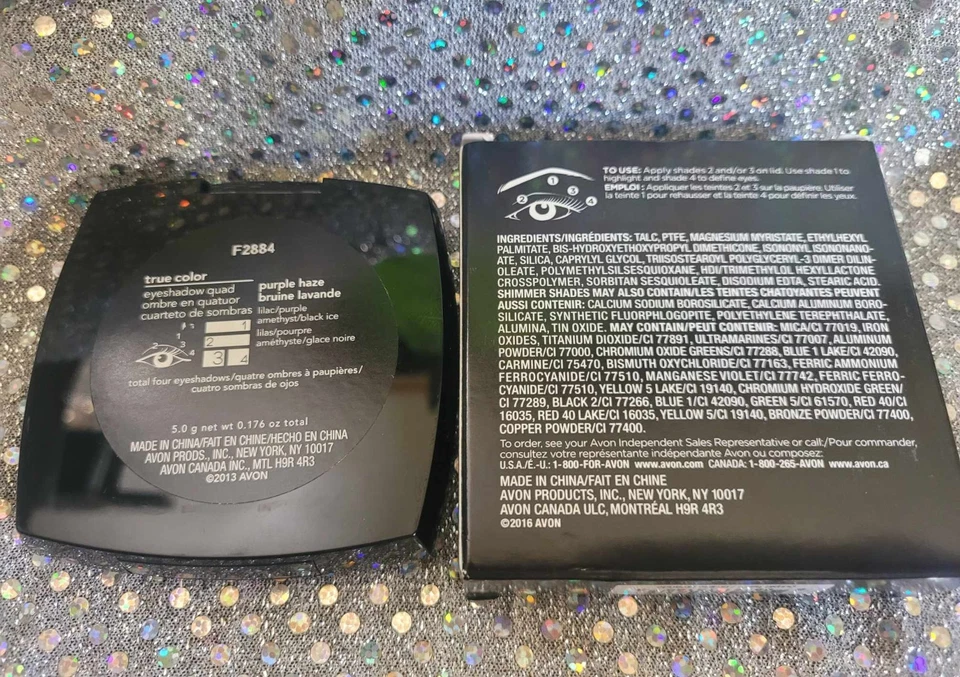 F2884
true color
eyeshadow quad
ombre en quatuor
cuarteto de sombras
purple haze
bruine lavande
lilac/purple
amethyst/black ice
lilas/pourpre
améthyste/glace noire
1
2
3 4
1
3
2
4
total four eyeshadows/quatre ombres à paupières/
cuatro sombras de ojos
5.0 g net wt 0.176 oz total
MADE IN CHINA/FAIT EN CHINE/HECHO EN CHINA
AVON PRODS., INC., NEW YORK, NY 10017
AVON CANADA INC., MTL H9R 4R3
©2013 AVON
1
3
2
4
TO USE: Apply shades 2 and/or 3 on lid. Use shade 1 to
highlight and shade 4 to define eyes.
EMPLOI : Appliquer les teintes 2 et 3 sur la paupière. Utiliser
la teinte 1 pour rehausser et la teinte 4 pour définir les yeux.
INGREDIENTS/INGRÉDIENTS: TALC, PTFE, MAGNESIUM MYRISTATE, ETHYLHEXYL
PALMITATE, BIS-HYDROXYETHOXYPROPYL DIMETHICONE, ISONONYL ISONONANO-
ATE, SILICA, CAPRYLYL GLYCOL, TRIISOSTEAROYL POLYGLYCERYL-3 DIMER DILIN-
OLEATE, POLYMETHYLSILSESQUIOXANE, HDI/TRIMETHYLOL HEXYLLACTONE
CROSSPOLYMER, SORBITAN SESQUIOLEATE, DISODIUM EDTA, STEARIC ACID.
SHIMMER SHADES MAY ALSO CONTAIN/LES TEINTES CHATOYANTES PEUVENT
AUSSI CONTENIR: CALCIUM SODIUM BOROSILICATE, CALCIUM ALUMINUM BORO-
SILICATE, SYNTHETIC FLUORPHLOGOPITE, POLYETHYLENE TEREPHTHALATE,
ALUMINA, TIN OXIDE. MAY CONTAIN/PEUT CONTENIR: MICA/CI 77019, IRON
OXIDES, TITANIUM DIOXIDE/CI 77891, ULTRAMARINES/CI 77007, ALUMINUM
POWDER/CI 77000, CHROMIUM OXIDE GREENS/CI 77288, BLUE 1 LAKE/CI 42090,
CARMINE/CI 75470, BISMUTH OXYCHLORIDE/CI 77163, FERRIC AMMONIUM
FERROCYANIDE/CI 77510, MANGANESE VIOLET/CI 77742, FERRIC FERRO-
CYANIDE/CI 77510, YELLOW 5 LAKE/CI 19140, CHROMIUM HYDROXIDE GREEN/
CI 77289, BLACK 2/CI 77266, BLUE 1/CI 42090, GREEN 5/CI 61570, RED 40/CI
16035, RED 40 LAKE/CI 16035, YELLOW 5/CI 19140, BRONZE POWDER/CI 77400,
COPPER POWDER/CI 77400.
To order, see your Avon Independent Sales Representative or call:/Pour commander,
consultez votre représentante indépendante Avon ou composez:
U.S.A./É.-U.: 1-800-FOR-AVON www.avon.com CANADA: 1-800-265-AVON www.avon.ca
MADE IN CHINA/FAIT EN CHINE
AVON PRODUCTS, INC., NEW YORK, NY 10017
AVON CANADA ULC, MONTRÉAL H9R 4R3
©2016 AVON